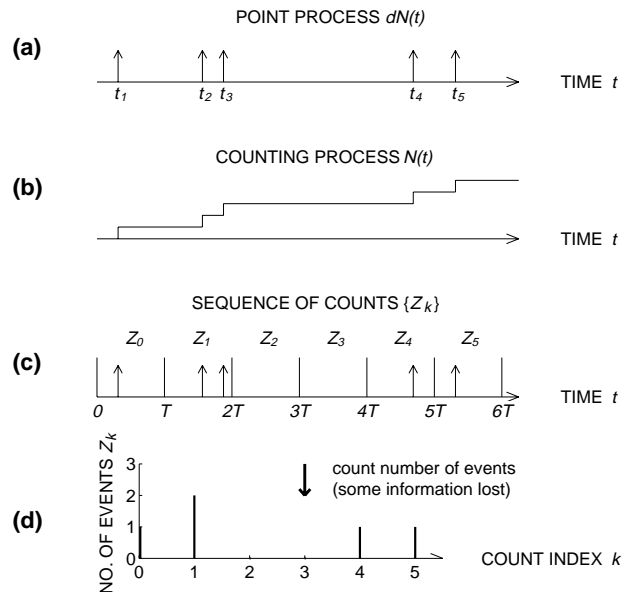 POINT PROCESS dN(t)
(a)
t1 t2 t3 t4 t5
TIME t
COUNTING PROCESS N(t)
(b)
TIME t
SEQUENCE OF COUNTS {Zk}
Z0 Z1 Z2 Z3 Z4 Z5
(c)
0 T 2T 3T 4T 5T 6T
TIME t
NO. OF EVENTS Zk
3
2
1
0
count number of events
(some information lost)
(d)
0 1 2 3 4 5
COUNT INDEX k